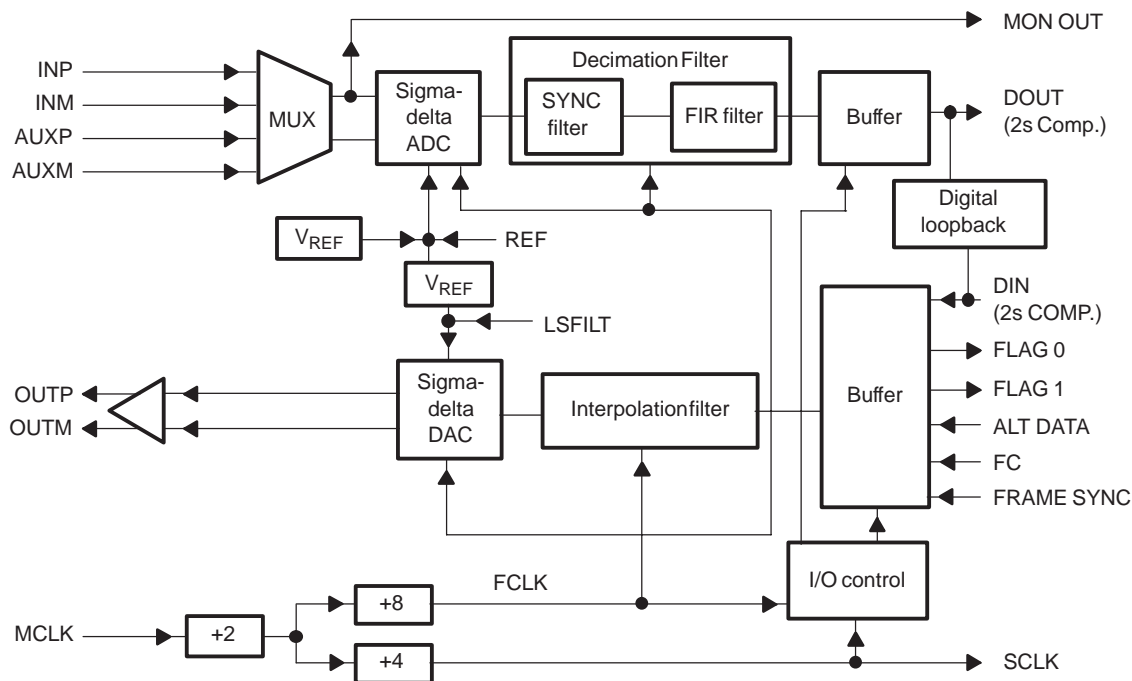 MON OUT
INP
INM
AUXP
AUXM
MUX
Sigma-
delta
ADC
Decimation Filter
SYNC
filter
FIR filter
Buffer
DOUT
(2s Comp.)
Digital
loopback
VREF
REF
VREF
LSFILT
DIN
(2s COMP.)
FLAG 0
FLAG 1
ALT DATA
FC
FRAME SYNC
OUTP
OUTM
Sigma-
delta
DAC
Interpolation filter
Buffer
I/O control
MCLK
+2
+8
FCLK
+4
SCLK